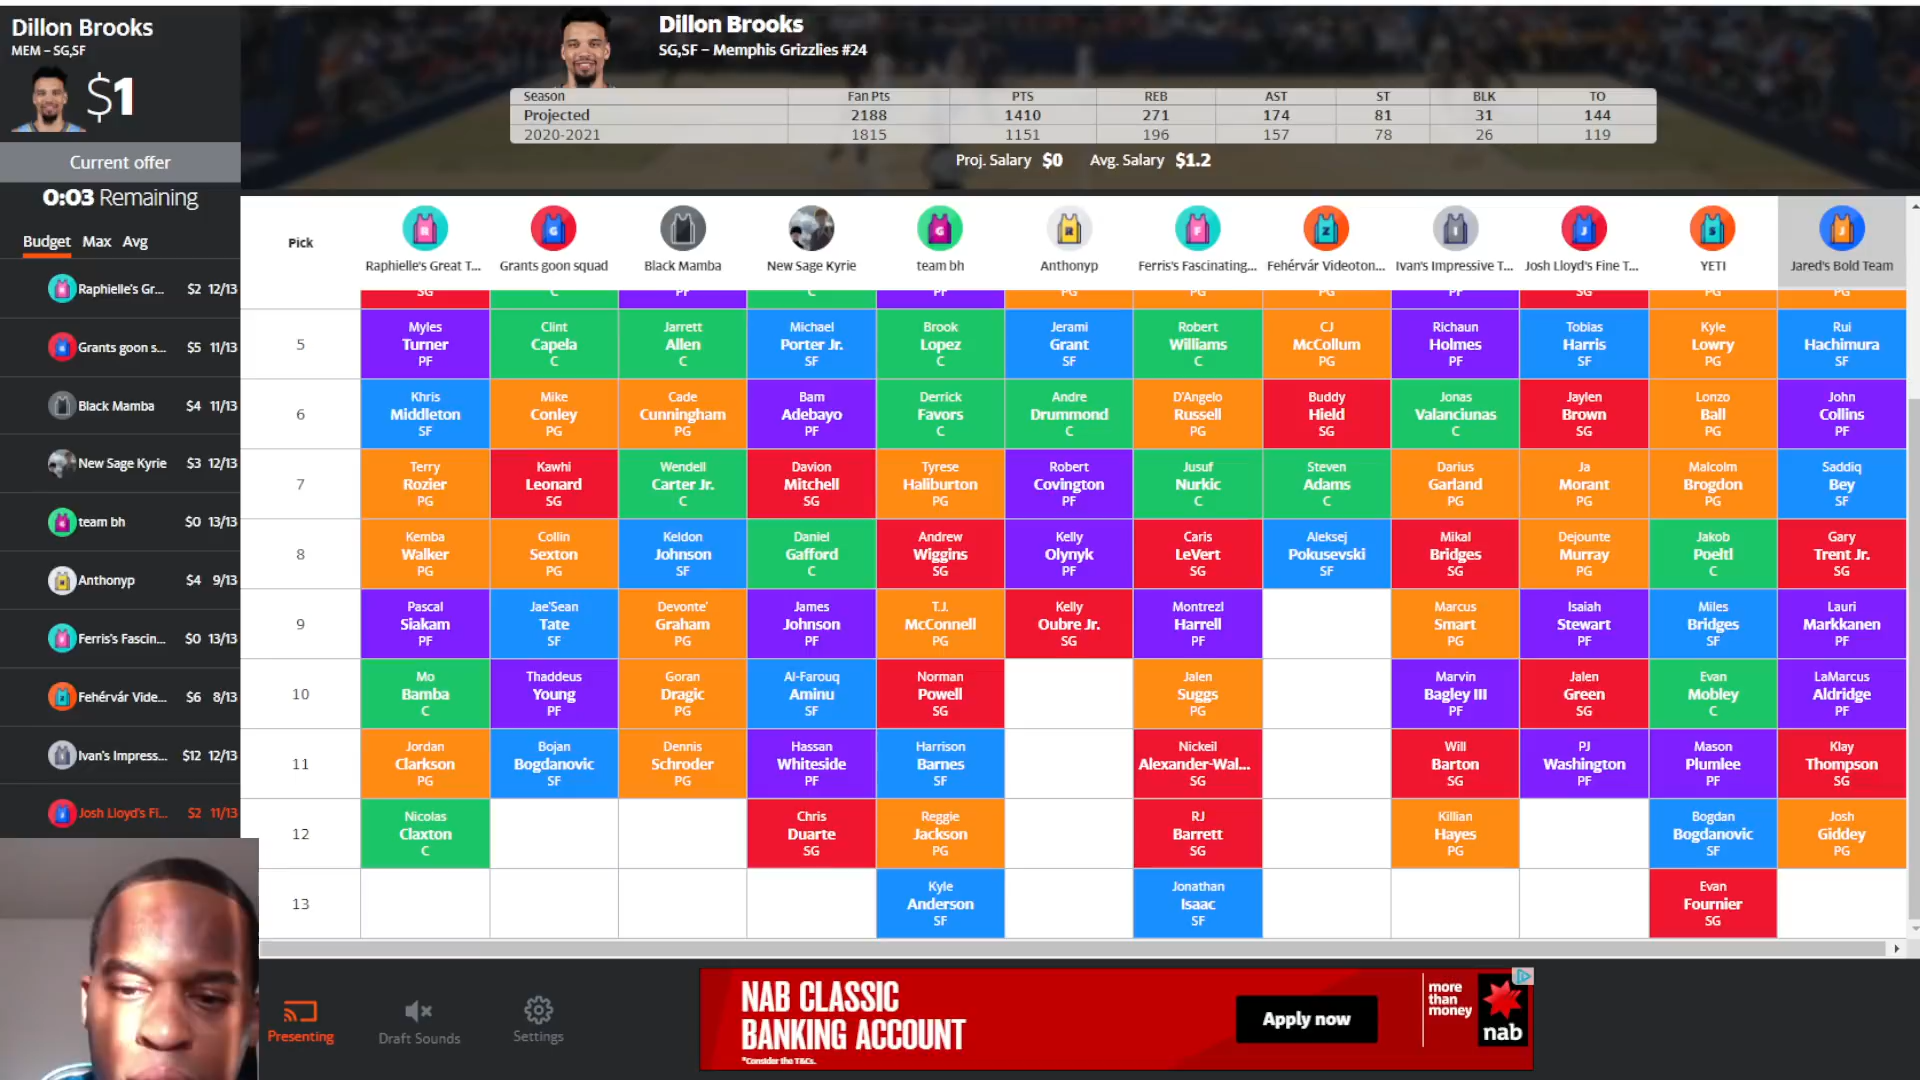 Dillon Brooks
MEM – SG,SF
$1
Current offer
0:03 Remaining
Budget Max Avg
Raphielle's Gr... $2 12/13
Grants goon s... $5 11/13
Black Mamba $4 11/13
New Sage Kyrie $3 12/13
team bh $0 13/13
Anthonyp $4 9/13
Ferris's Fascin... $0 13/13
Fehérvár Vide... $6 8/13
Ivan's Impress... $12 12/13
Josh Lloyd's Fi... $2 11/13
Dillon Brooks
SG,SF – Memphis Grizzlies #24
Season Fan Pts PTS REB AST ST BLK TO
Projected 2188 1410 271 174 81 31 144
2020-2021 1815 1151 196 157 78 26 119
Proj. Salary $0 Avg. Salary $1.2
Pick Raphielle's Great T... Grants goon squad Black Mamba New Sage Kyrie team bh Anthonyp Ferris's Fascinating... Fehérvár Videoton... Ivan's Impressive T... Josh Lloyd's Fine T... YETI Jared's Bold Team
SG C PF C PF PG PG PG PF SG PG PG
Myles Clint Jarrett Michael Brook Jerami Robert CJ Richaun Tobias Kyle Rui
5 Turner Capela Allen Porter Jr. Lopez Grant Williams McCollum Holmes Harris Lowry Hachimura
PF C C SF C SF C PG PF SF PG SF
Khris Mike Cade Bam Derrick Andre D'Angelo Buddy Jonas Jaylen Lonzo John
6 Middleton Conley Cunningham Adebayo Favors Drummond Russell Hield Valanciunas Brown Ball Collins
SF PG PG PF C C PG SG C SG PG PF
Terry Kawhi Wendell Davion Tyrese Robert Jusuf Steven Darius Ja Malcolm Saddiq
7 Rozier Leonard Carter Jr. Mitchell Haliburton Covington Nurkic Adams Garland Morant Brogdon Bey
PG SG C SG PG PF C C PG PG PG SF
Kemba Collin Keldon Daniel Andrew Kelly Caris Aleksej Mikal Dejounte Jakob Gary
8 Walker Sexton Johnson Gafford Wiggins Olynyk LeVert Pokusevski Bridges Murray Poeltl Trent Jr.
PG PG SF C SG PF SG SF SG PG C SG
Pascal Jae'Sean Devonte' James T.J. Kelly Montrezl Marcus Isaiah Miles Lauri
9 Siakam Tate Graham Johnson McConnell Oubre Jr. Harrell Smart Stewart Bridges Markkanen
PF SF PG PF PG SG PF PG PF SF PF
Mo Thaddeus Goran Al-Farouq Norman Jalen Marvin Jalen Evan LaMarcus
10 Bamba Young Dragic Aminu Powell Suggs Bagley III Green Mobley Aldridge
C PF PG SF SG PG PF SG C PF
Jordan Bojan Dennis Hassan Harrison Nickeil Will PJ Mason Klay
11 Clarkson Bogdanovic Schroder Whiteside Barnes Alexander-Wal... Barton Washington Plumlee Thompson
PG SF PG PF SF SG SG PF PF SG
Nicolas Chris Reggie RJ Killian Bogdan Josh
12 Claxton Duarte Jackson Barrett Hayes Bogdanovic Giddey
C SG PG SG PG SF PG
Kyle Jonathan Evan
13 Anderson Isaac Fournier
SF SF SG
Presenting Draft Sounds Settings
NAB CLASSIC
BANKING ACCOUNT
*Consider the T&Cs.
Apply now
more
than
money
nab